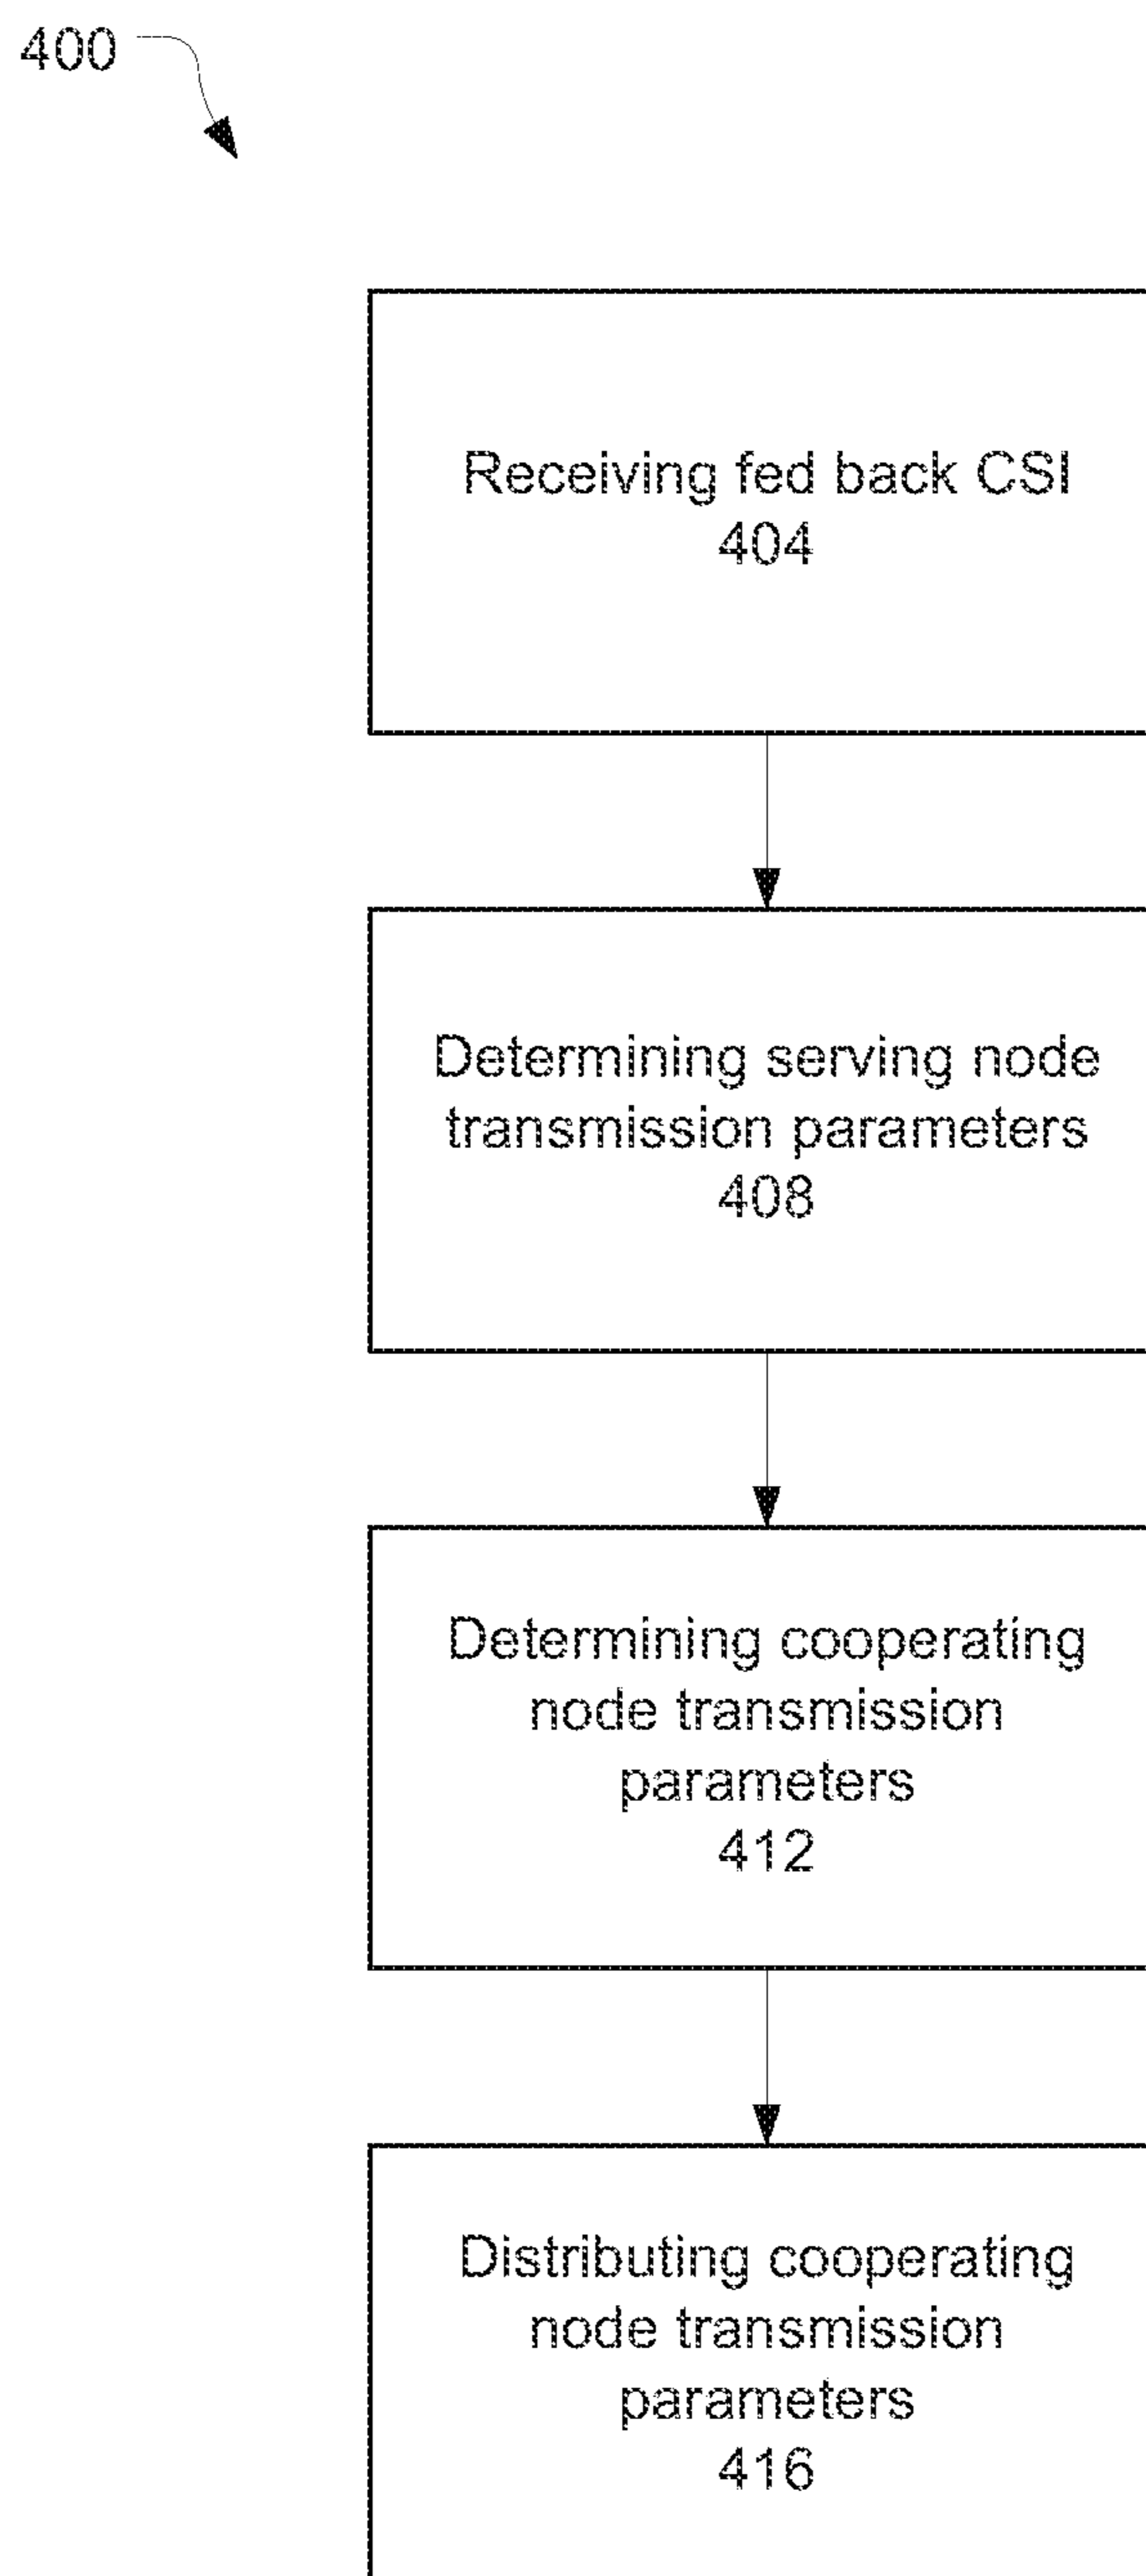 400
Receiving fed back CSI
404
Determining serving node
transmission parameters
408
Determining cooperating
node transmission
parameters
412
Distributing cooperating
node transmission
parameters
416